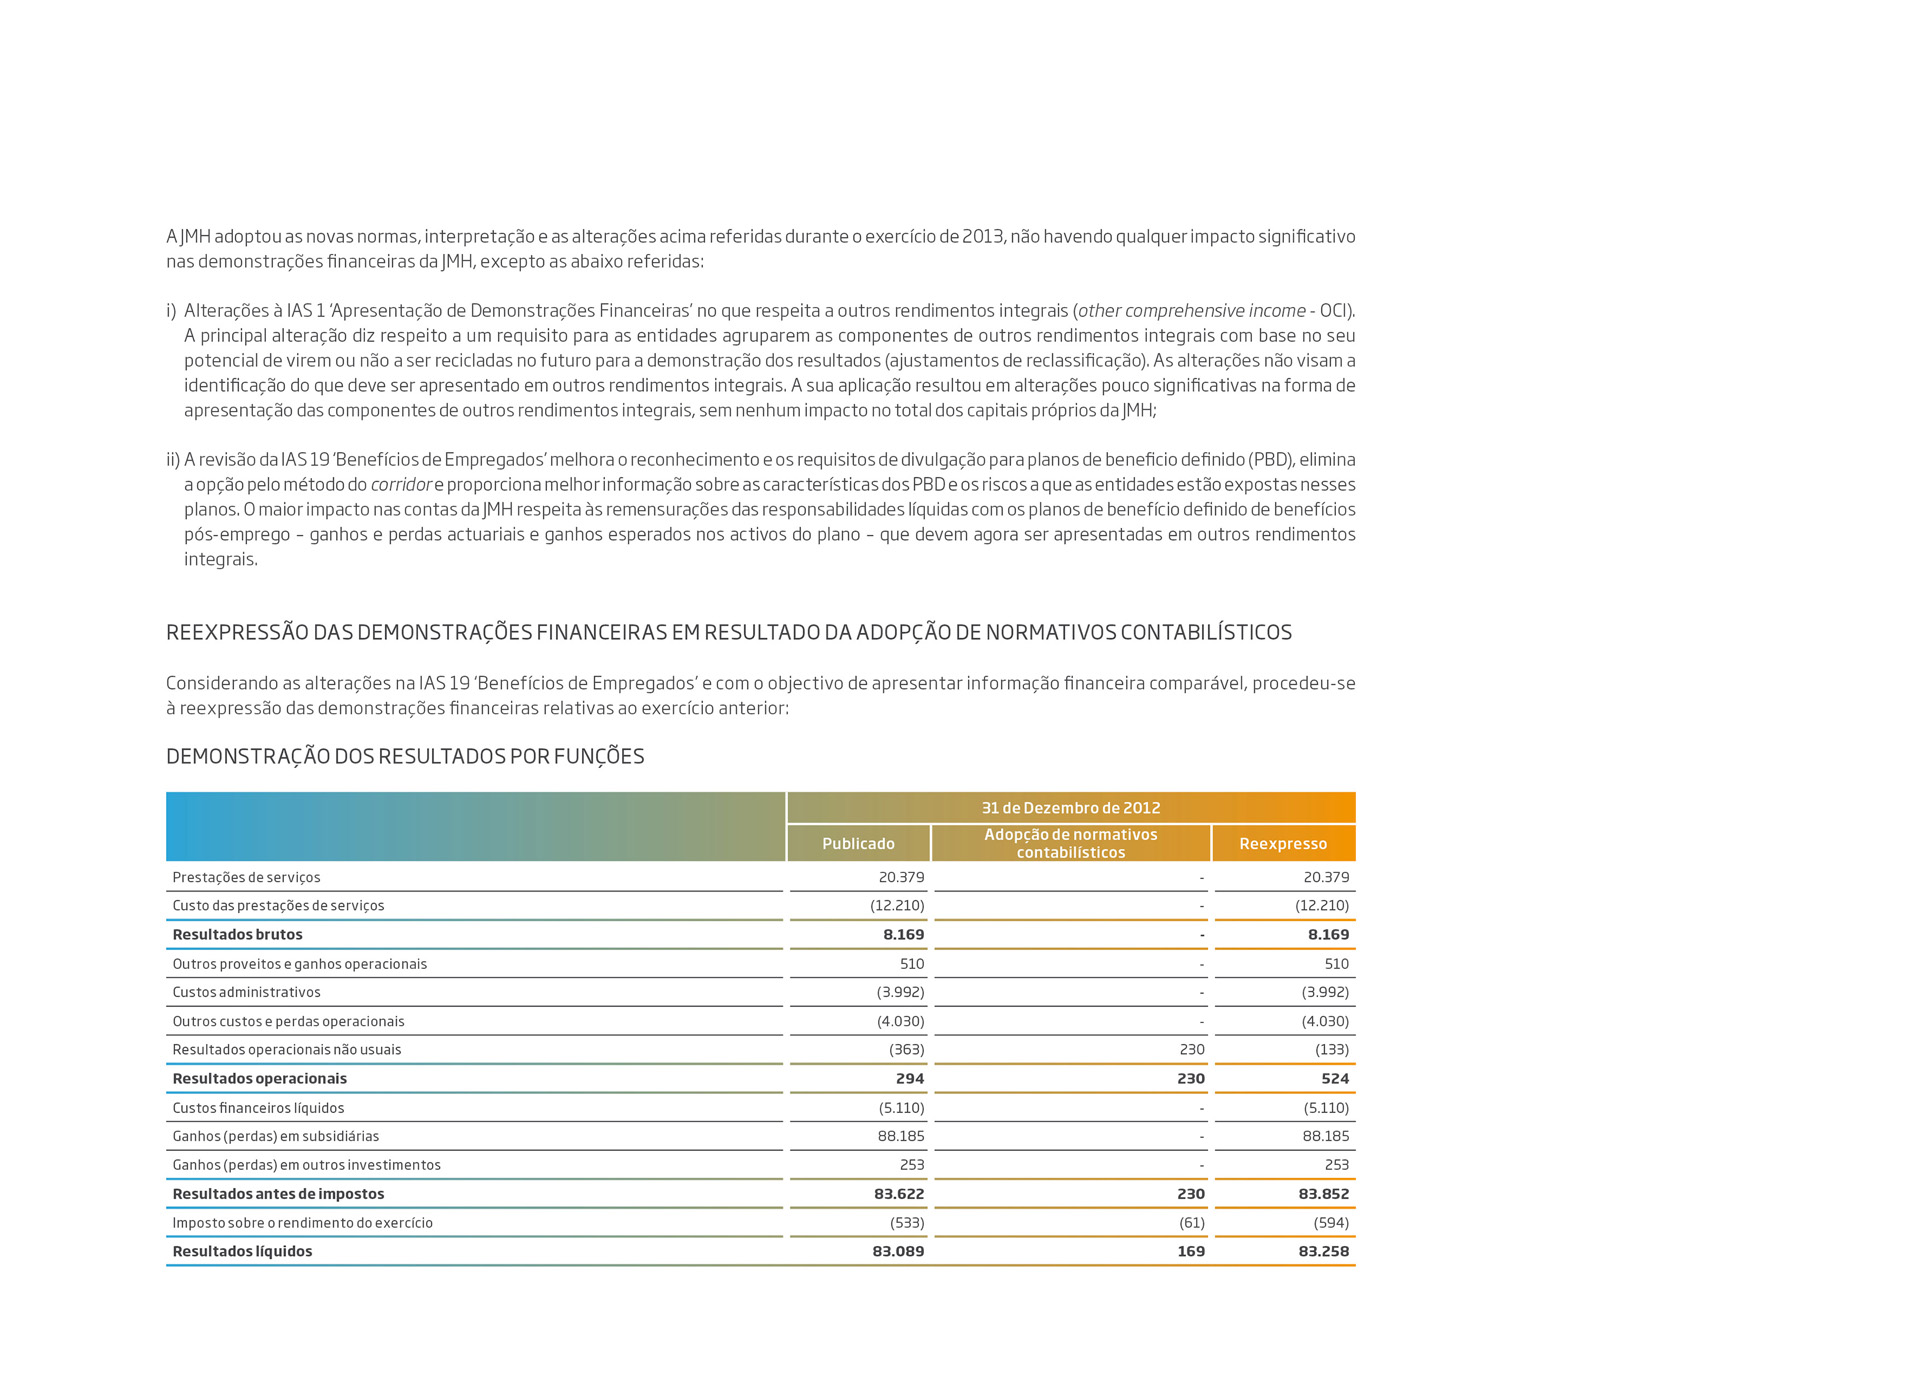 A JMH adoptou as novas normas, interpretação e as alterações acima referidas durante o exercício de 2013, não havendo qualquer impacto significativo
nas demonstrações financeiras da JMH, excepto as abaixo referidas:
i) Alterações à IAS 1 ‘Apresentação de Demonstrações Financeiras’ no que respeita a outros rendimentos integrais (other comprehensive income - OCI).
A principal alteração diz respeito a um requisito para as entidades agruparem as componentes de outros rendimentos integrais com base no seu
potencial de virem ou não a ser recicladas no futuro para a demonstração dos resultados (ajustamentos de reclassificação). As alterações não visam a
identificação do que deve ser apresentado em outros rendimentos integrais. A sua aplicação resultou em alterações pouco significativas na forma de
apresentação das componentes de outros rendimentos integrais, sem nenhum impacto no total dos capitais próprios da JMH;
ii) A revisão da IAS 19 ‘Benefícios de Empregados’ melhora o reconhecimento e os requisitos de divulgação para planos de beneficio definido (PBD), elimina
a opção pelo método do corridor e proporciona melhor informação sobre as características dos PBD e os riscos a que as entidades estão expostas nesses
planos. O maior impacto nas contas da JMH respeita às remensurações das responsabilidades líquidas com os planos de benefício definido de benefícios
pós-emprego – ganhos e perdas actuariais e ganhos esperados nos activos do plano – que devem agora ser apresentadas em outros rendimentos
integrais.
REEXPRESSÃO DAS DEMONSTRAÇÕES FINANCEIRAS EM RESULTADO DA ADOPÇÃO DE NORMATIVOS CONTABILÍSTICOS
Considerando as alterações na IAS 19 ‘Benefícios de Empregados’ e com o objectivo de apresentar informação financeira comparável, procedeu-se
à reexpressão das demonstrações financeiras relativas ao exercício anterior:
DEMONSTRAÇÃO DOS RESULTADOS POR FUNÇÕES
31 de Dezembro de 2012
Publicado Adopção de normativos contabilísticos Reexpresso
Prestações de serviços 20.379 - 20.379
Custo das prestações de serviços (12.210) - (12.210)
Resultados brutos 8.169 - 8.169
Outros proveitos e ganhos operacionais 510 - 510
Custos administrativos (3.992) - (3.992)
Outros custos e perdas operacionais (4.030) - (4.030)
Resultados operacionais não usuais (363) 230 (133)
Resultados operacionais 294 230 524
Custos financeiros líquidos (5.110) - (5.110)
Ganhos (perdas) em subsidiárias 88.185 - 88.185
Ganhos (perdas) em outros investimentos 253 - 253
Resultados antes de impostos 83.622 230 83.852
Imposto sobre o rendimento do exercício (533) (61) (594)
Resultados líquidos 83.089 169 83.258